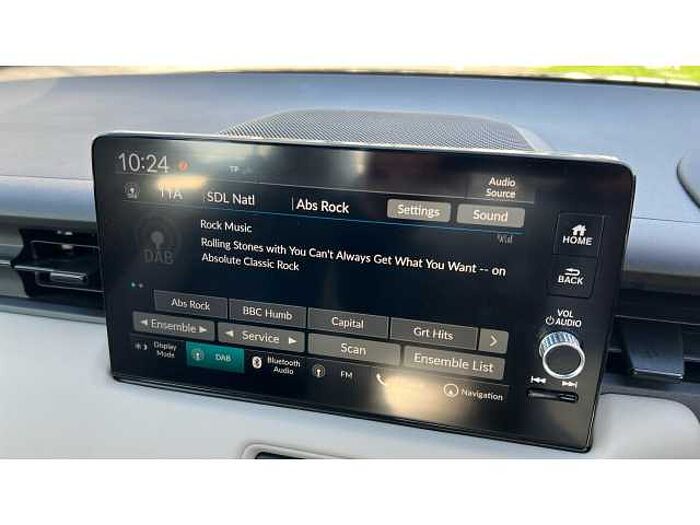 10:24
TP
Audio Source
11A
SDL Natl
Abs Rock
Settings
Sound
Rock Music
Rolling Stones with You Can't Always Get What You Want -- on
Absolute Classic Rock
DAB
HOME
BACK
VOL
AUDIO
Abs Rock
BBC Humb
Capital
Grt Hits
Ensemble
Service
Scan
Ensemble List
Display Mode
DAB
Bluetooth Audio
FM
Navigation